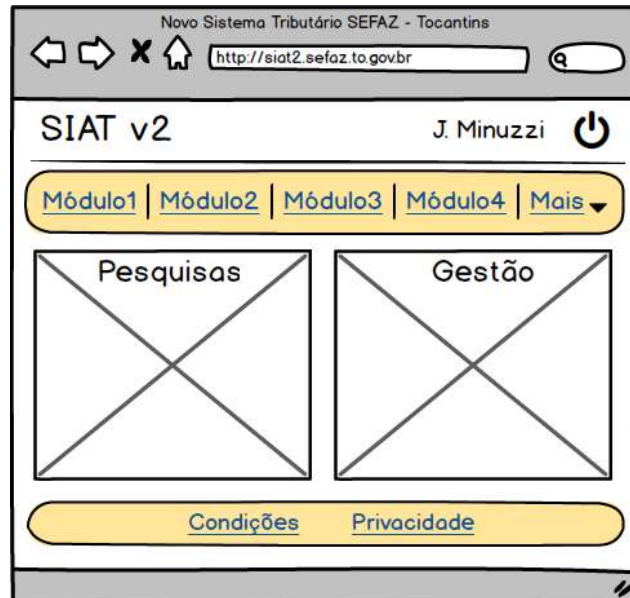 Novo Sistema Tributário SEFAZ - Tocantins
http://siat2.sefaz.to.gov.br
SIAT v2 J. Minuzzi
Módulo1 Módulo2 Módulo3 Módulo4 Mais
Pesquisas Gestão
Condições Privacidade